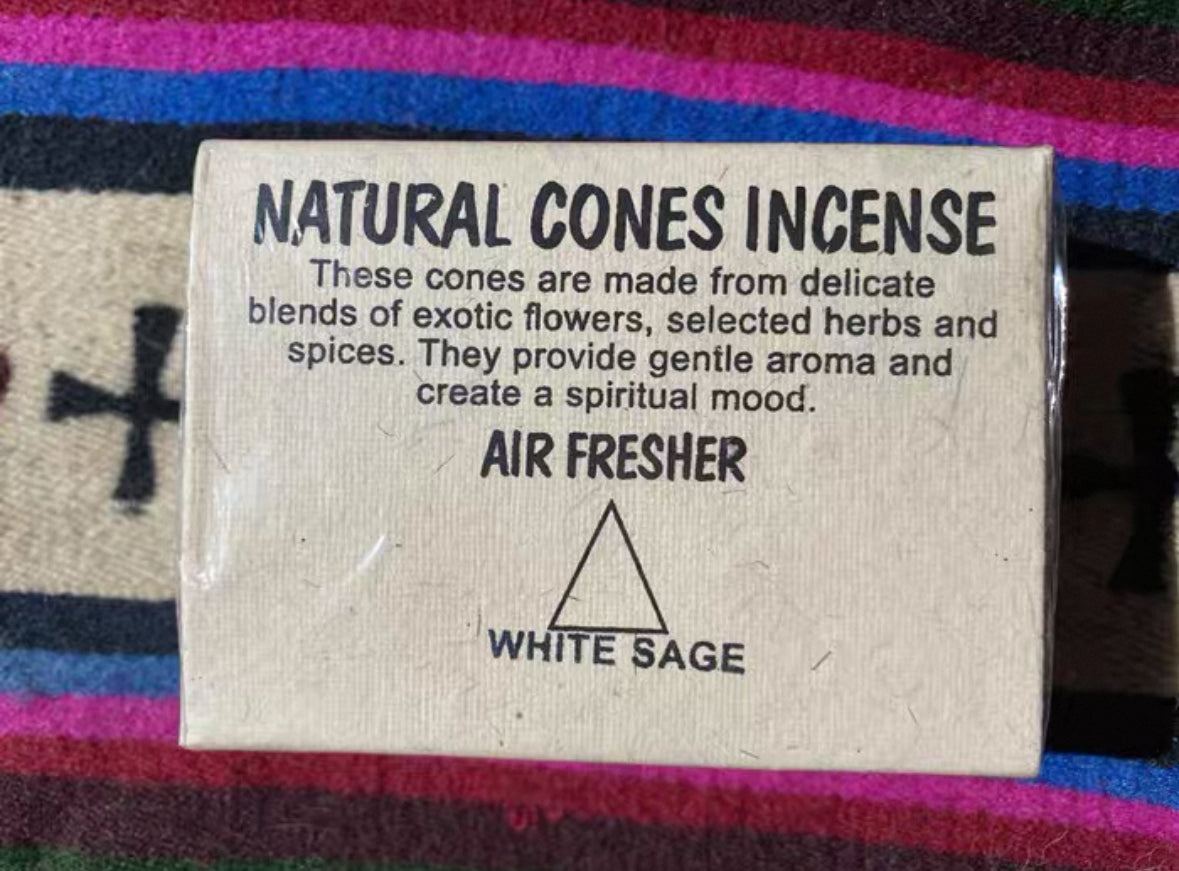 NATURAL CONES INCENSE
These cones are made from delicate
blends of exotic flowers, selected herbs and
spices. They provide gentle aroma and
create a spiritual mood.
AIR FRESHER
WHITE SAGE